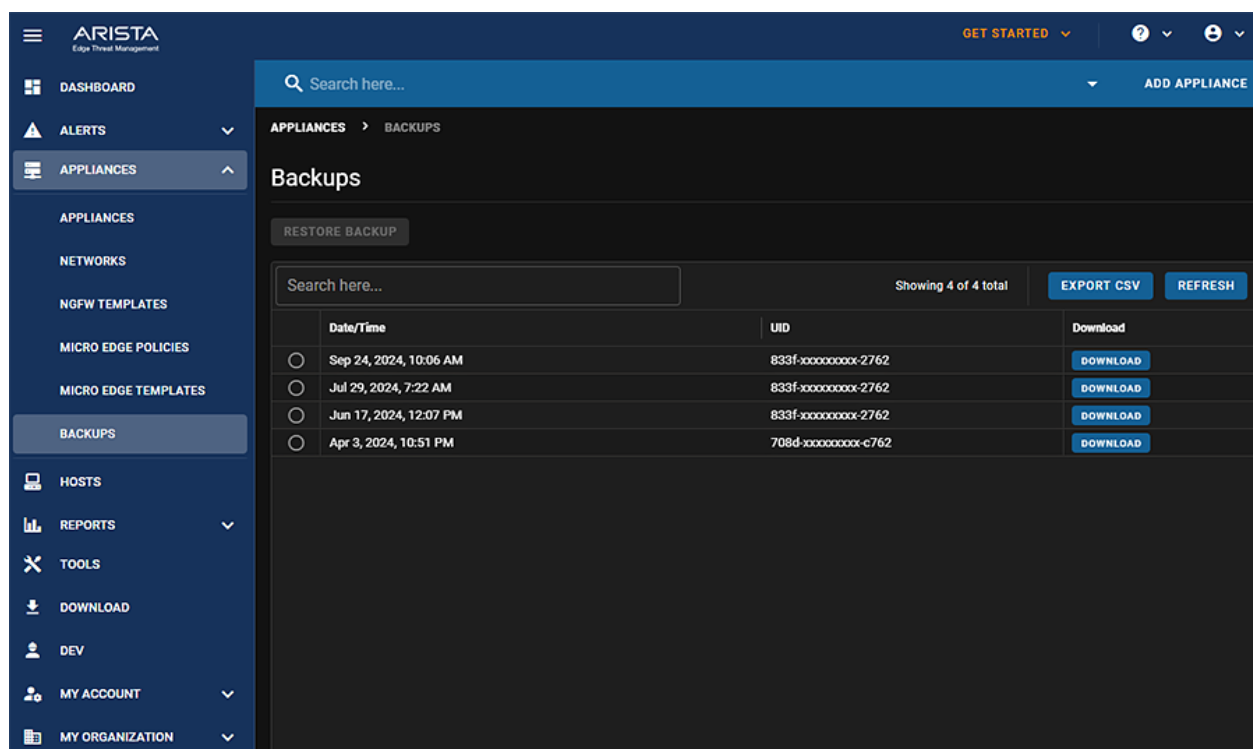 ARISTA
Edge Threat Management
GET STARTED
DASHBOARD
ALERTS
APPLIANCES
APPLIANCES
NETWORKS
NGFW TEMPLATES
MICRO EDGE POLICIES
MICRO EDGE TEMPLATES
BACKUPS
HOSTS
REPORTS
TOOLS
DOWNLOAD
DEV
MY ACCOUNT
MY ORGANIZATION
Search here...
ADD APPLIANCE
APPLIANCES > BACKUPS
Backups
RESTORE BACKUP
Search here...
Showing 4 of 4 total
EXPORT CSV
REFRESH
Date/Time UID Download
Sep 24, 2024, 10:06 AM 833f-xxxxxxxxx-2762 DOWNLOAD
Jul 29, 2024, 7:22 AM 833f-xxxxxxxxx-2762 DOWNLOAD
Jun 17, 2024, 12:07 PM 833f-xxxxxxxxx-2762 DOWNLOAD
Apr 3, 2024, 10:51 PM 708d-xxxxxxxxx-c762 DOWNLOAD